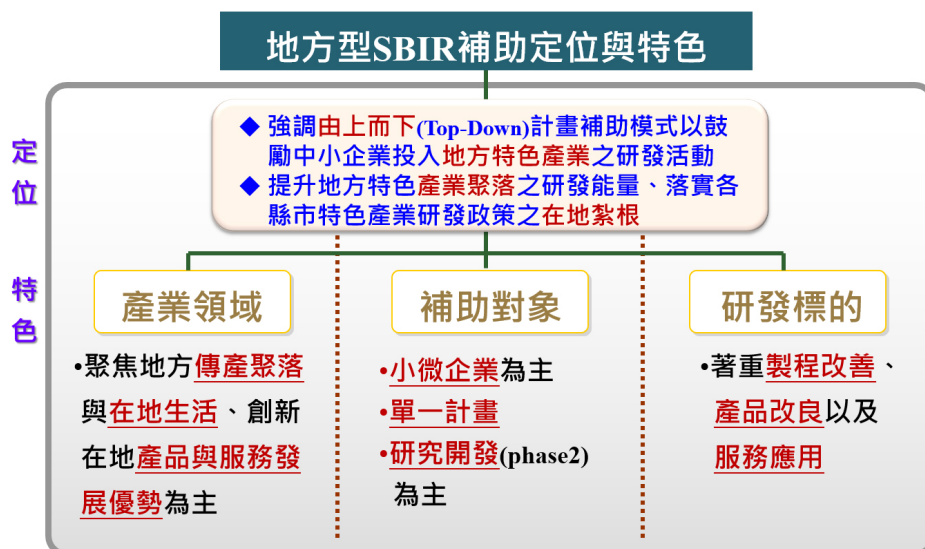 地方型SBIR補助定位與特色
定位
◆ 強調由上而下(Top-Down)計畫補助模式以鼓
勵中小企業投入地方特色產業之研發活動
◆ 提升地方特色產業聚落之研發能量、落實各
縣市特色產業研發政策之在地紮根
特色
產業領域
•聚焦地方傳產聚落
與在地生活、創新
在地產品與服務發
展優勢為主
補助對象
•小微企業為主
•單一計畫
•研究開發(phase2)
為主
研發標的
•著重製程改善、
產品改良以及
服務應用